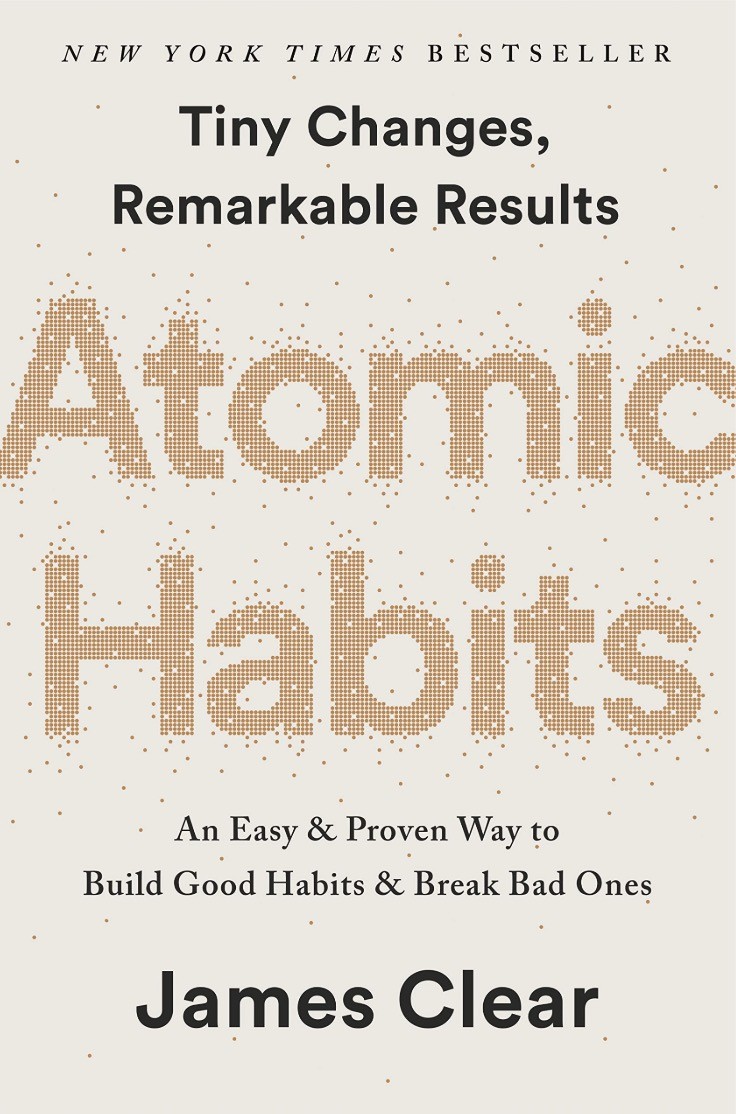 NEW YORK TIMES BESTSELLER
Tiny Changes,
Remarkable Results
Atomic
Habits
An Easy & Proven Way to
Build Good Habits & Break Bad Ones
James Clear